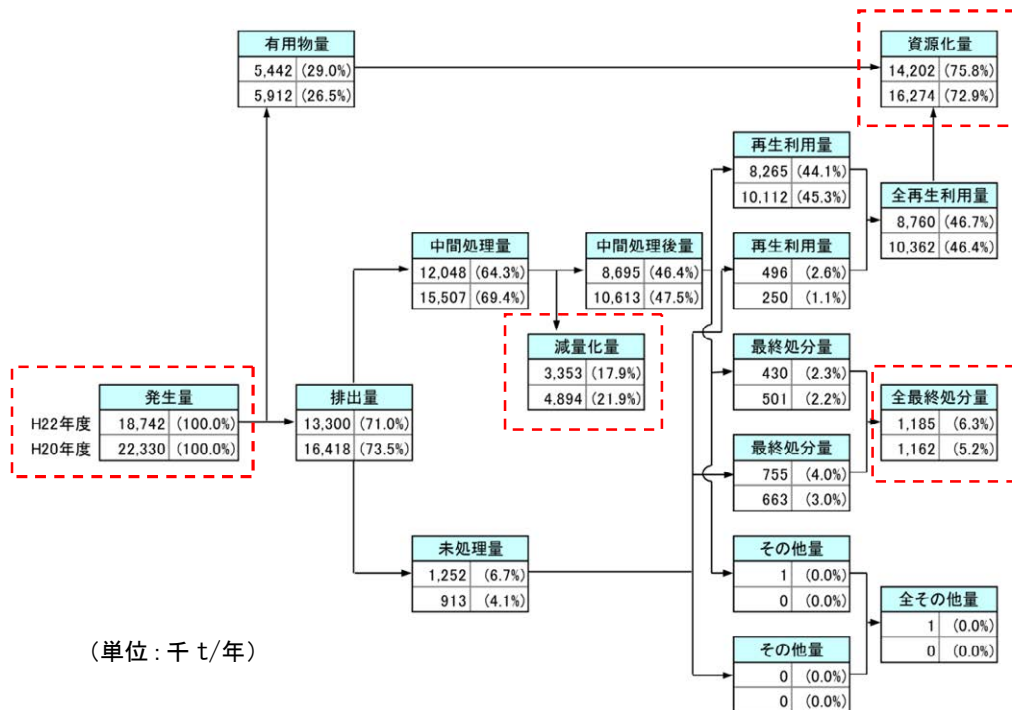 有用物量
5,442 (29.0%)
5,912 (26.5%)
資源化量
14,202 (75.8%)
16,274 (72.9%)
再生利用量
8,265 (44.1%)
10,112 (45.3%)
全再生利用量
8,760 (46.7%)
10,362 (46.4%)
中間処理量
12,048 (64.3%)
15,507 (69.4%)
中間処理後量
8,695 (46.4%)
10,613 (47.5%)
再生利用量
496 (2.6%)
250 (1.1%)
減量化量
3,353 (17.9%)
4,894 (21.9%)
最終処分量
430 (2.3%)
501 (2.2%)
発生量
H22年度 18,742 (100.0%)
H20年度 22,330 (100.0%)
排出量
13,300 (71.0%)
16,418 (73.5%)
全最終処分量
1,185 (6.3%)
1,162 (5.2%)
最終処分量
755 (4.0%)
663 (3.0%)
未処理量
1,252 (6.7%)
913 (4.1%)
その他量
1 (0.0%)
0 (0.0%)
全その他量
1 (0.0%)
0 (0.0%)
その他量
0 (0.0%)
0 (0.0%)
（単位：千 t/年）